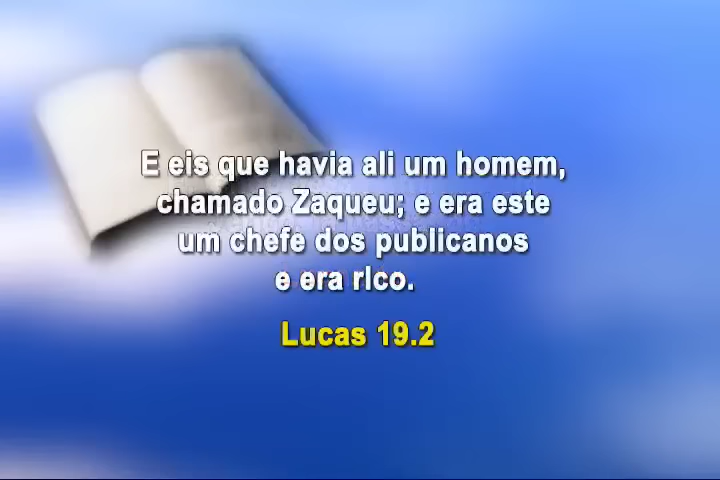 E eis que havia ali um homem,
chamado Zaqueu; e era este
um chefe dos publicanos
e era rico.
Lucas 19.2